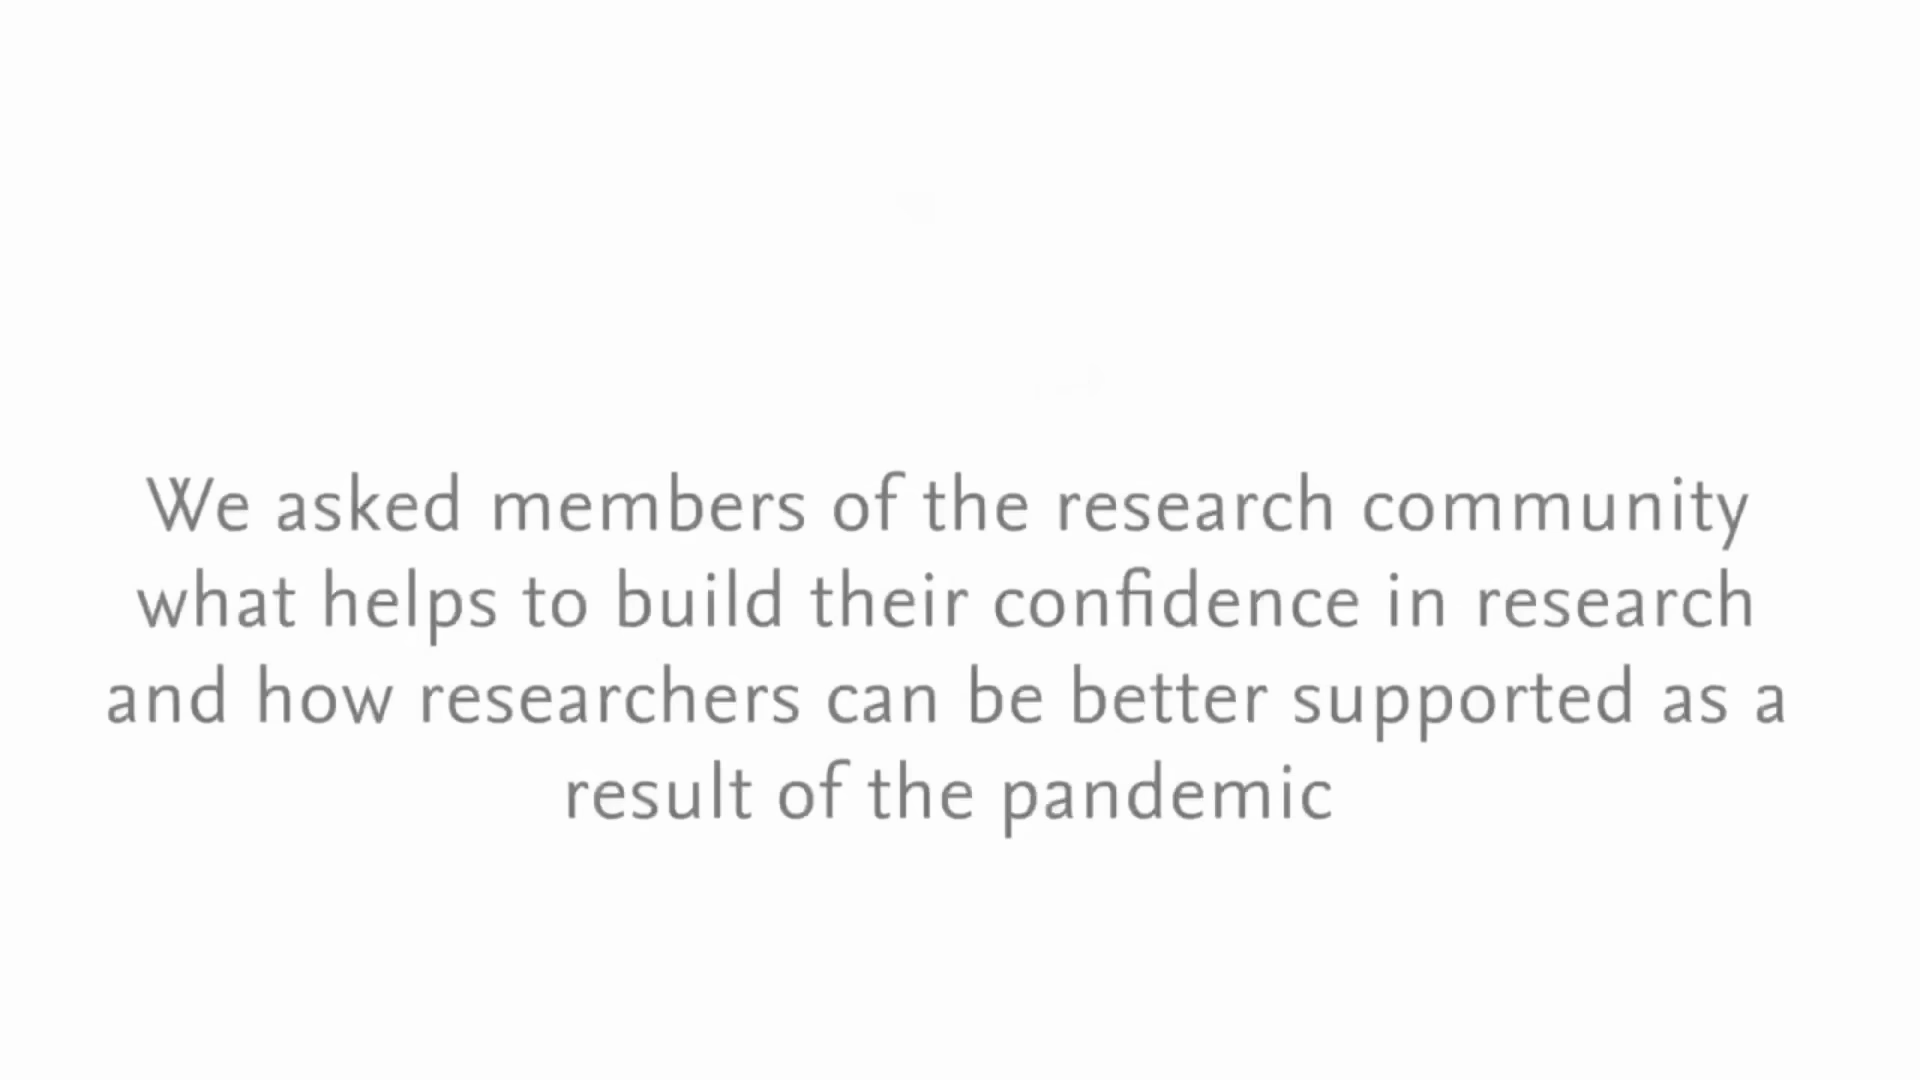 We asked members of the research community
what helps to build their confidence in research
and how researchers can be better supported as a
result of the pandemic